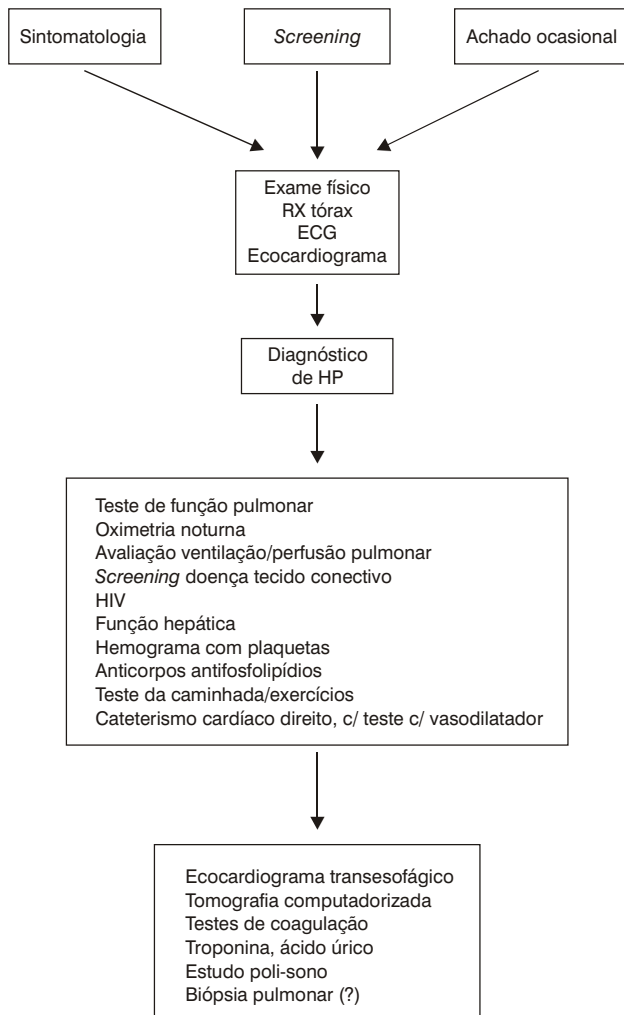 Sintomatologia
Screening
Achado ocasional
Exame físico
RX tórax
ECG
Ecocardiograma
Diagnóstico
de HP
Teste de função pulmonar
Oximetria noturna
Avaliação ventilação/perfusão pulmonar
Screening doença tecido conectivo
HIV
Função hepática
Hemograma com plaquetas
Anticorpos antifosfolipídios
Teste da caminhada/exercícios
Cateterismo cardíaco direito, c/ teste c/ vasodilatador
Ecocardiograma transesofágico
Tomografia computadorizada
Testes de coagulação
Troponina, ácido úrico
Estudo poli-sono
Biópsia pulmonar (?)